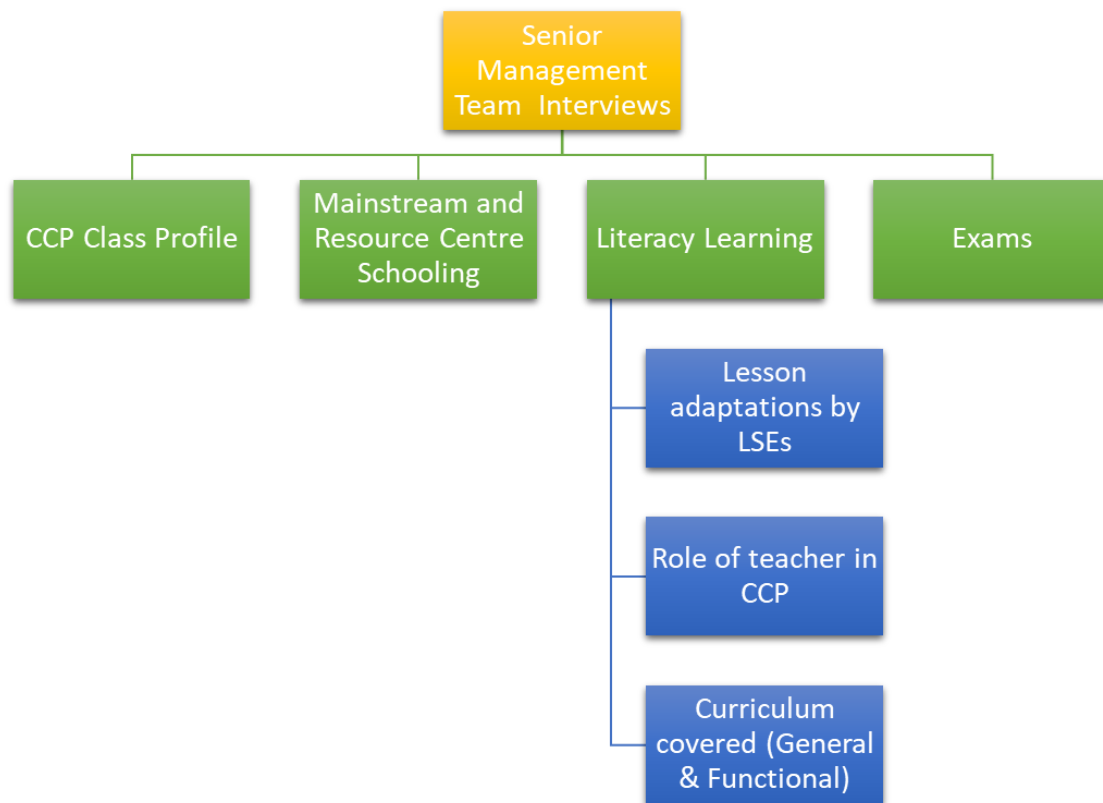 Senior
Management
Team Interviews
CCP Class Profile
Mainstream and
Resource Centre
Schooling
Literacy Learning
Exams
Lesson
adaptations by
LSEs
Role of teacher in
CCP
Curriculum
covered (General
& Functional)